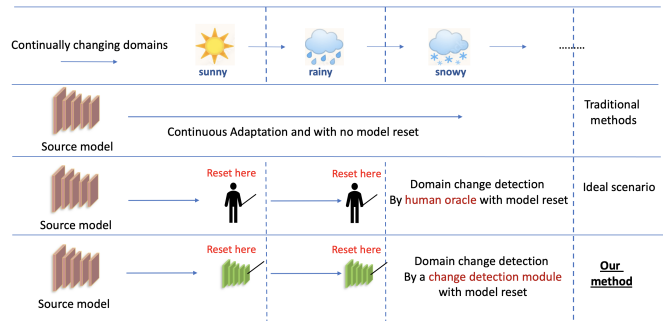 Continually changing domains
sunny
rainy
snowy
.........
Source model
Continuous Adaptation and with no model reset
Traditional
methods
Source model
Reset here
Reset here
Domain change detection
By human oracle with model reset
Ideal scenario
Source model
Reset here
Reset here
Domain change detection
By a change detection module
with model reset
Our
method